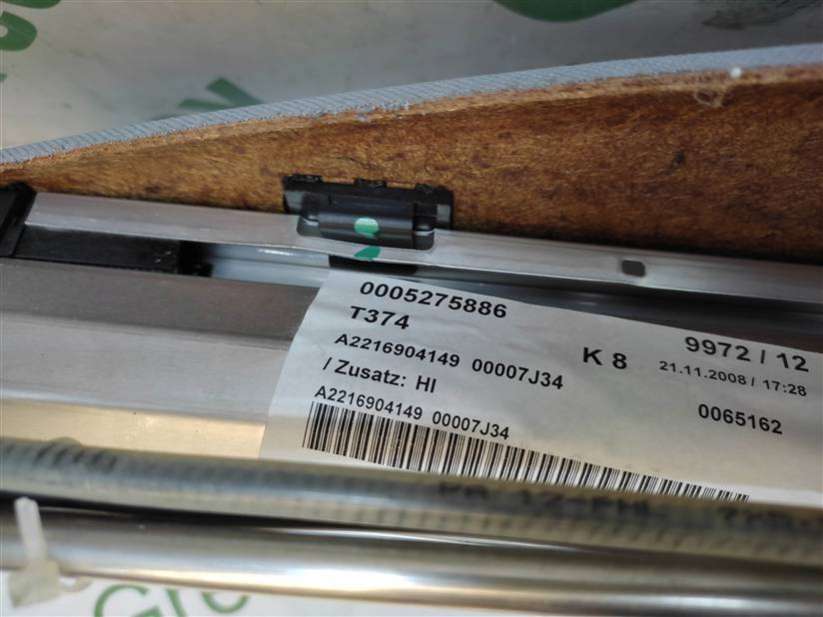 0005275886
T374
A2216904149 00007J34
/ Zusatz: HI
A2216904149 00007J34
K 8
9972 / 12
21.11.2008 / 17:28
0065162